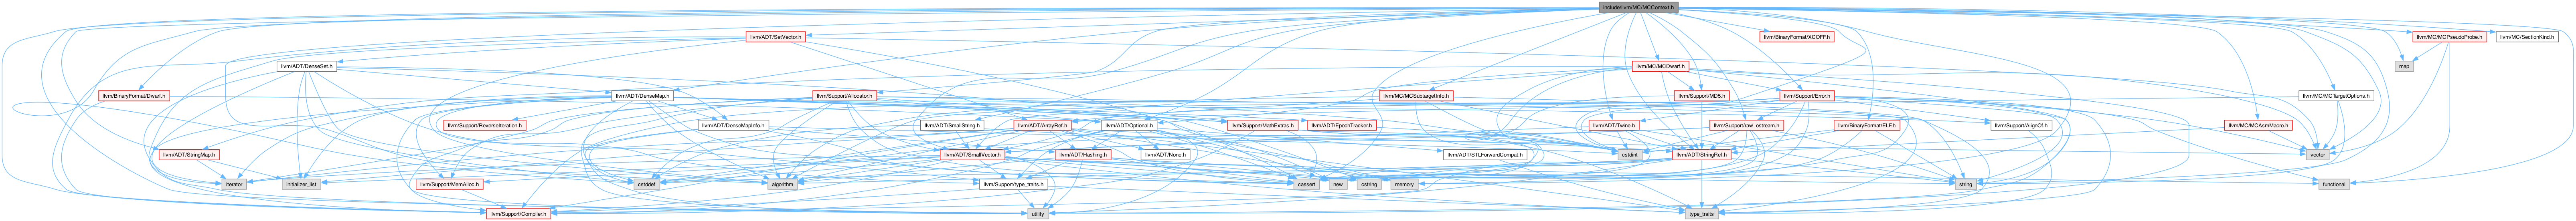 include/llvm/MC/MCContext.h
llvm/ADT/SetVector.h
llvm/BinaryFormat/XCOFF.h
llvm/MC/MCPseudoProbe.h
llvm/MC/SectionKind.h
llvm/ADT/DenseSet.h
llvm/MC/MCDwarf.h
map
llvm/BinaryFormat/Dwarf.h
llvm/ADT/DenseMap.h
llvm/Support/Allocator.h
llvm/MC/MCSubtargetInfo.h
llvm/Support/MD5.h
llvm/Support/Error.h
llvm/MC/MCTargetOptions.h
llvm/Support/ReverseIteration.h
llvm/ADT/DenseMapInfo.h
llvm/ADT/SmallString.h
llvm/ADT/ArrayRef.h
llvm/ADT/Optional.h
llvm/Support/MathExtras.h
llvm/ADT/EpochTracker.h
llvm/ADT/Twine.h
llvm/Support/raw_ostream.h
llvm/BinaryFormat/ELF.h
llvm/Support/AlignOf.h
llvm/MC/MCAsmMacro.h
llvm/ADT/StringMap.h
llvm/ADT/SmallVector.h
llvm/ADT/Hashing.h
llvm/ADT/None.h
llvm/ADT/STLForwardCompat.h
cstdint
llvm/ADT/StringRef.h
vector
iterator
initializer_list
llvm/Support/MemAlloc.h
cstddef
algorithm
llvm/Support/type_traits.h
cassert
new
cstring
memory
string
functional
llvm/Support/Compiler.h
utility
type_traits